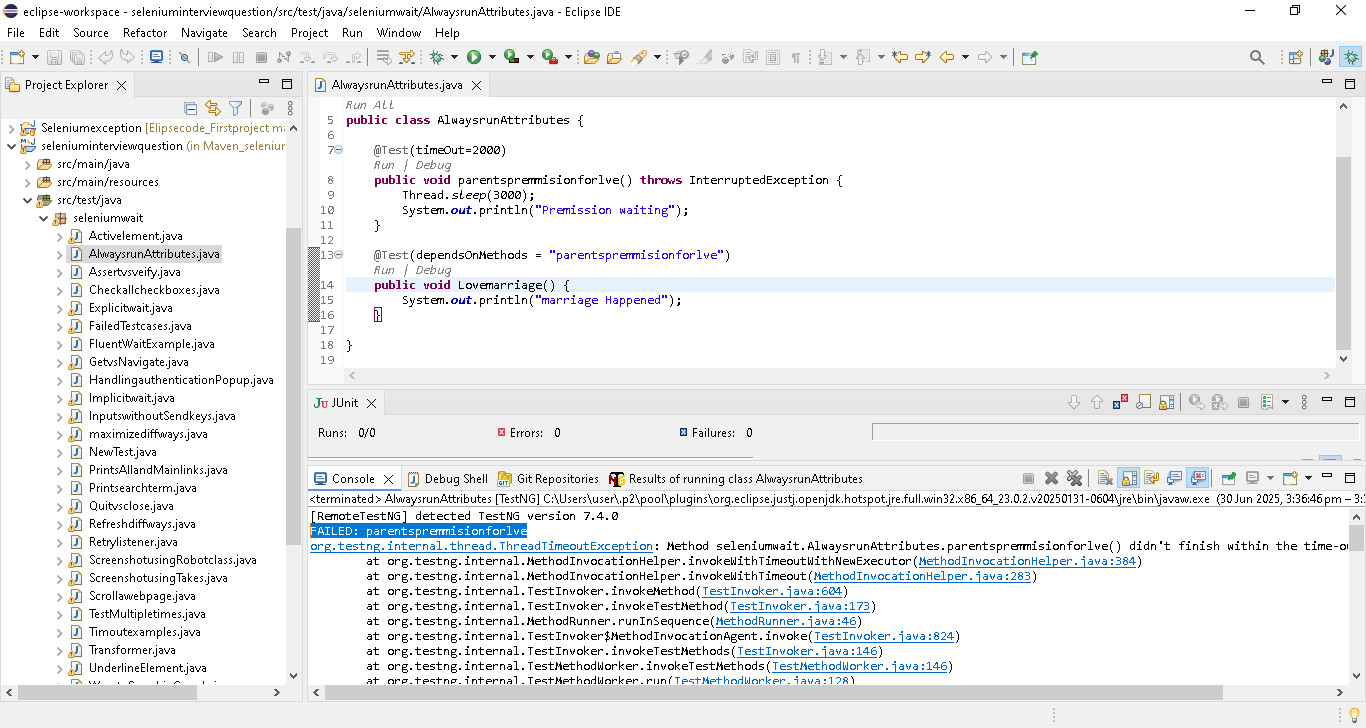 eclipse-workspace - seleniuminterviewquestion/src/test/java/seleniumwait/AlwaysrunAttributes.java - Eclipse IDE
File Edit Source Refactor Navigate Search Project Run Window Help
Project Explorer
Seleniumexception [Elipsecode_Firstproject
seleniuminterviewquestion (in Maven_seleniur
src/main/java
src/main/resources
src/test/java
seleniumwait
Activelement.java
AlwaysrunAttributes.java
Assertvsveify.java
Checkallcheckboxes.java
Explicitwait.java
FailedTestcases.java
FluentWaitExample.java
GetvsNavigate.java
HandlingauthenticationPopup.java
Implicitwait.java
InputswithoutSendkeys.java
maximizediffways.java
NewTest.java
PrintsAllandMainlinks.java
Printsearchterm.java
Quitvsclose.java
Refreshdiffways.java
Retrylistener.java
ScreenshotusingRobotclass.java
ScreenshotusingTakes.java
Scrollawebpage.java
TestMultipletimes.java
Timoutexamples.java
Transformer.java
UnderlineElement.java
AlwaysrunAttributes.java
Run All
5 public class AlwaysrunAttributes {
6
7 @Test(timeOut=2000)
Run | Debug
8 public void parentspremmisionforlve() throws InterruptedException {
9 Thread.sleep(3000);
10 System.out.println("Premission waiting");
11 }
12
13 @Test(dependsOnMethods = "parentspremmisionforlve")
Run | Debug
14 public void Lovemarriage() {
15 System.out.println("marriage Happened");
16 }
17
18 }
19
JUnit
Runs: 0/0 Errors: 0 Failures: 0
Console Debug Shell Git Repositories Results of running class AlwaysrunAttributes
<terminated> AlwaysrunAttributes [TestNG] C:\Users\user\.p2\pool\plugins\org.eclipse.justj.openjdk.hotspot.jre.full.win32.x86_64_23.0.2.v20250131-0604\jre\bin\javaw.exe (30 Jun 2025, 3:36:46 pm – 3:
[RemoteTestNG] detected TestNG version 7.4.0
FAILED: parentspremmisionforlve
org.testng.internal.thread.ThreadTimeoutException: Method seleniumwait.AlwaysrunAttributes.parentspremmisionforlve() didn't finish within the time-o
at org.testng.internal.MethodInvocationHelper.invokeWithTimeoutWithNewExecutor(MethodInvocationHelper.java:384)
at org.testng.internal.MethodInvocationHelper.invokeWithTimeout(MethodInvocationHelper.java:283)
at org.testng.internal.TestInvoker.invokeMethod(TestInvoker.java:604)
at org.testng.internal.TestInvoker.invokeTestMethod(TestInvoker.java:173)
at org.testng.internal.MethodRunner.runInSequence(MethodRunner.java:46)
at org.testng.internal.TestInvoker$MethodInvocationAgent.invoke(TestInvoker.java:824)
at org.testng.internal.TestInvoker.invokeTestMethods(TestInvoker.java:146)
at org.testng.internal.TestMethodWorker.invokeTestMethods(TestMethodWorker.java:146)
at org.testng.internal.TestMethodWorker.run(TestMethodWorker.java:128)